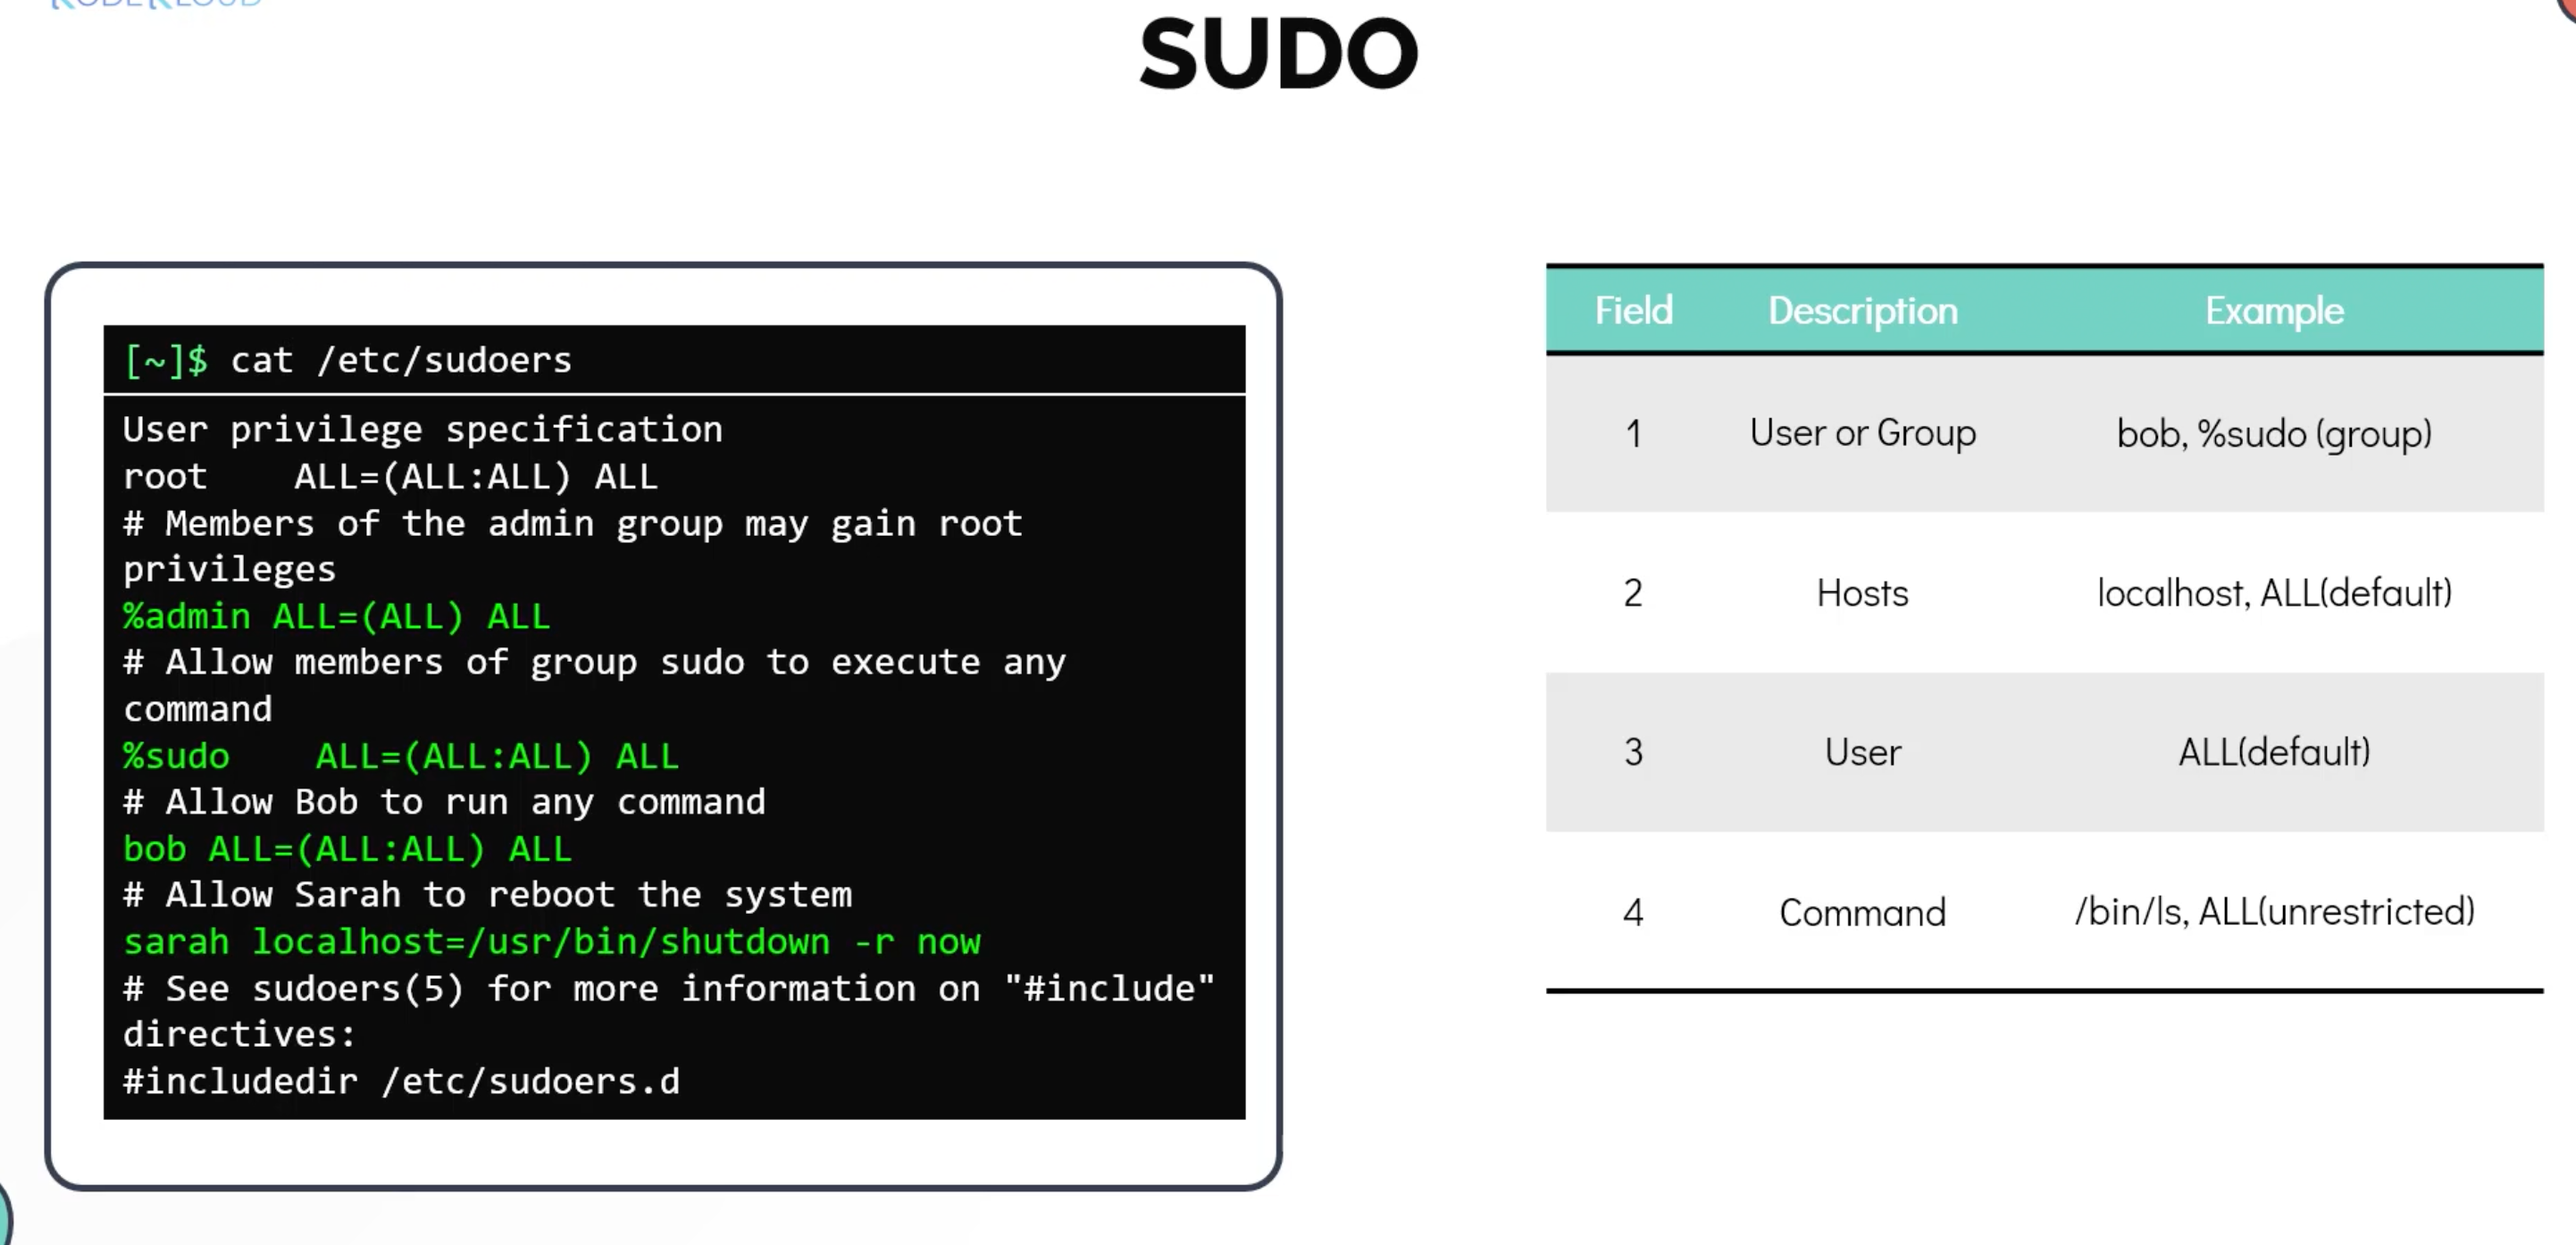 SUDO
[~]$ cat /etc/sudoers
User privilege specification
root    ALL=(ALL:ALL) ALL
# Members of the admin group may gain root
privileges
%admin ALL=(ALL) ALL
# Allow members of group sudo to execute any
command
%sudo    ALL=(ALL:ALL) ALL
# Allow Bob to run any command
bob ALL=(ALL:ALL) ALL
# Allow Sarah to reboot the system
sarah localhost=/usr/bin/shutdown -r now
# See sudoers(5) for more information on "#include"
directives:
#includedir /etc/sudoers.d
Field Description Example
1 User or Group bob, %sudo (group)
2 Hosts localhost, ALL(default)
3 User ALL(default)
4 Command /bin/ls, ALL(unrestricted)